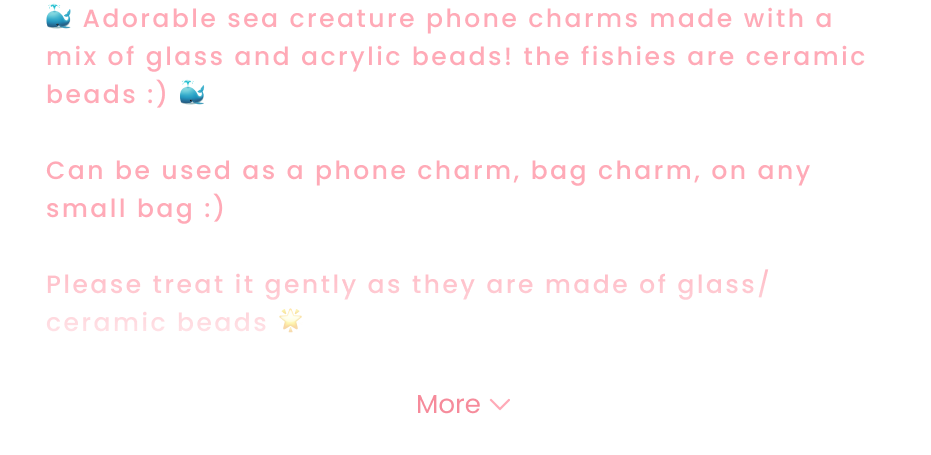 🐳 Adorable sea creature phone charms made with a
mix of glass and acrylic beads! the fishies are ceramic
beads :) 🐳
Can be used as a phone charm, bag charm, on any
small bag :)
Please treat it gently as they are made of glass/
ceramic beads 🌟
More